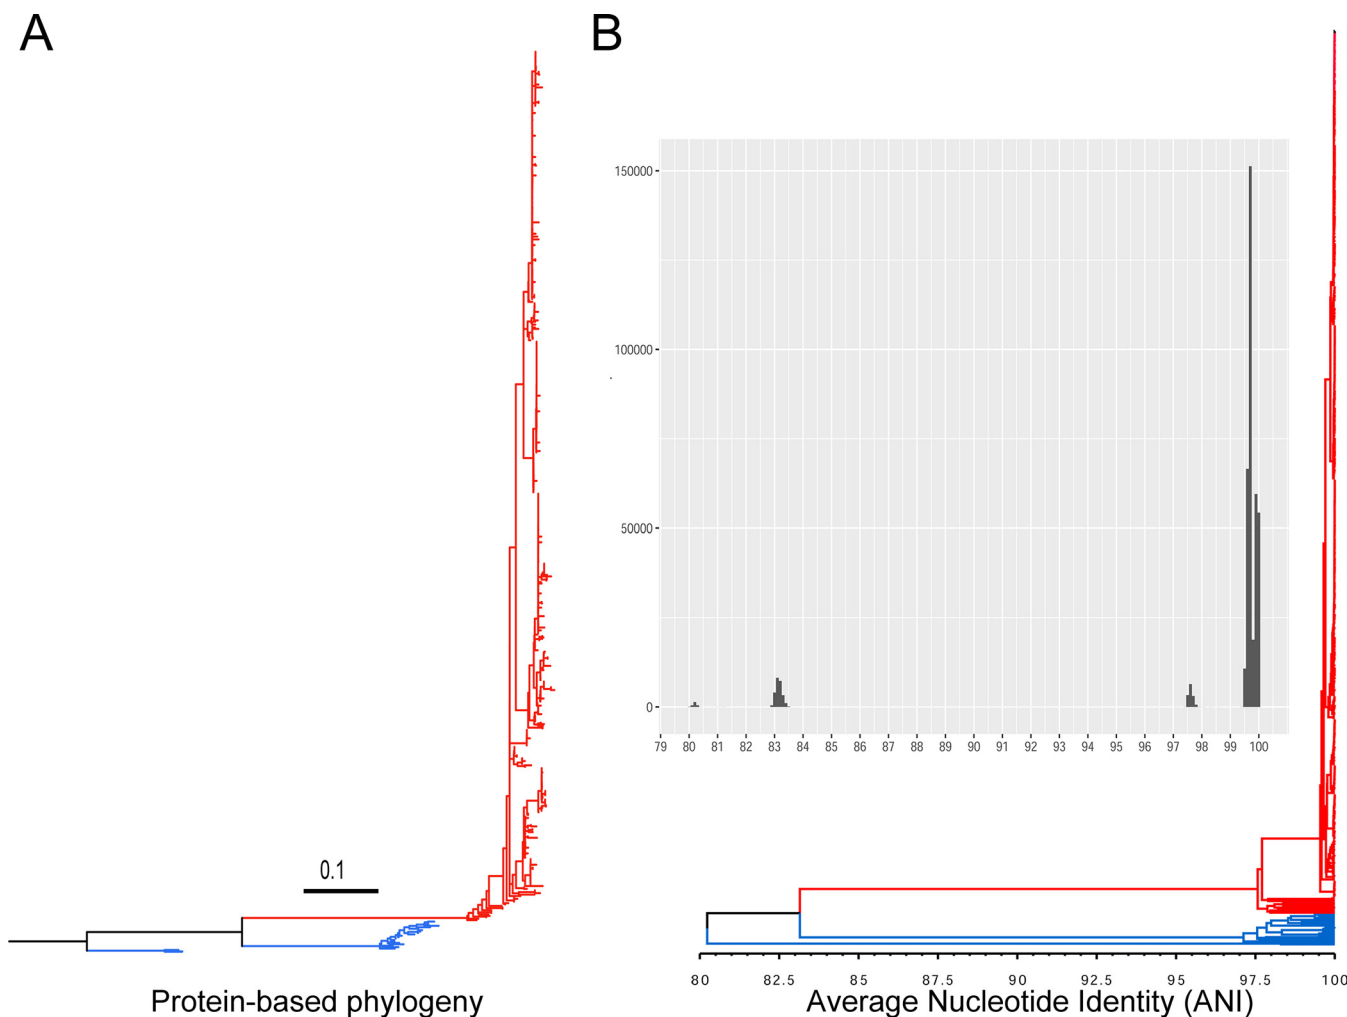 A
B
150000
100000
50000
0
79 80 81 82 83 84 85 86 87 88 89 90 91 92 93 94 95 96 97 98 99 100
0.1
80 82.5 85 87.5 90 92.5 95 97.5 100
Protein-based phylogeny
Average Nucleotide Identity (ANI)